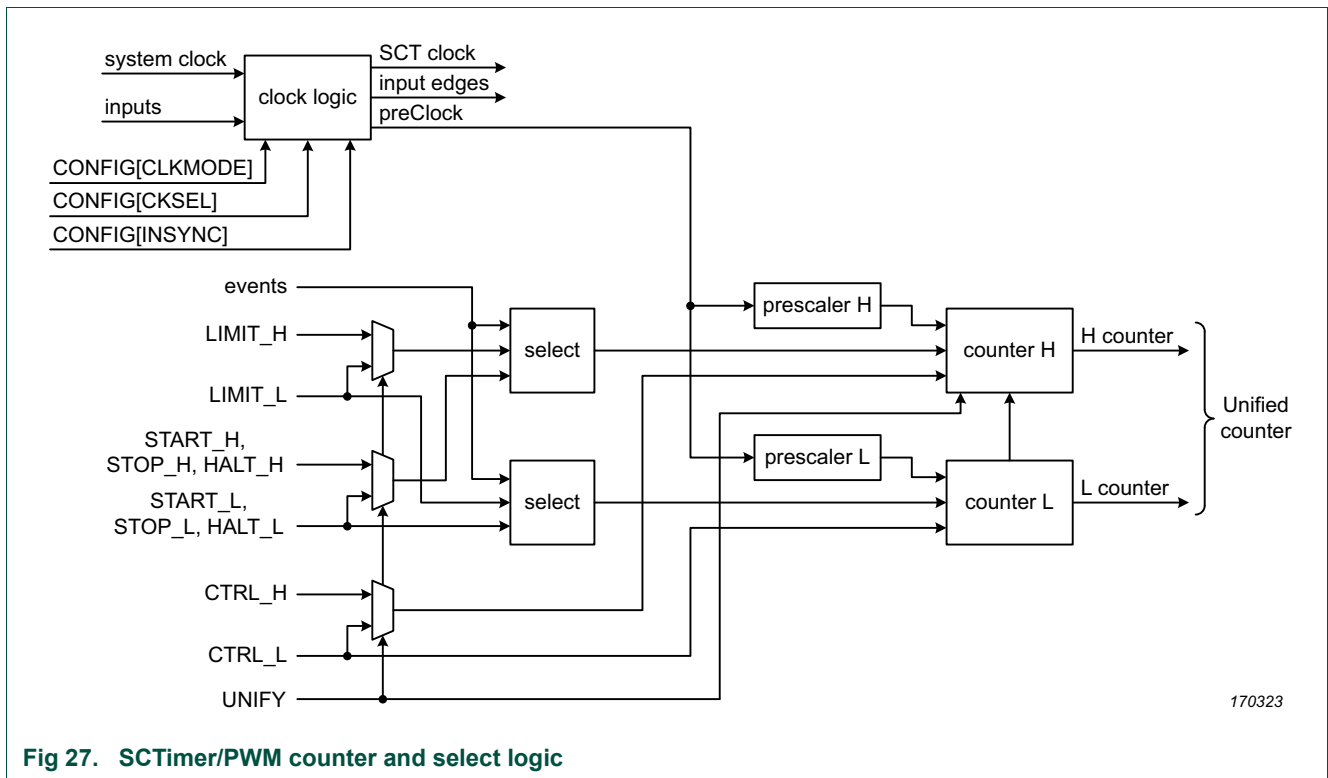 system clock
inputs
clock logic
SCT clock
input edges
preClock
CONFIG[CLKMODE]
CONFIG[CKSEL]
CONFIG[INSYNC]
events
LIMIT_H
LIMIT_L
START_H,
STOP_H, HALT_H
START_L,
STOP_L, HALT_L
CTRL_H
CTRL_L
UNIFY
select
select
prescaler H
counter H
H counter
prescaler L
counter L
L counter
Unified
counter
170323
Fig 27. SCTimer/PWM counter and select logic